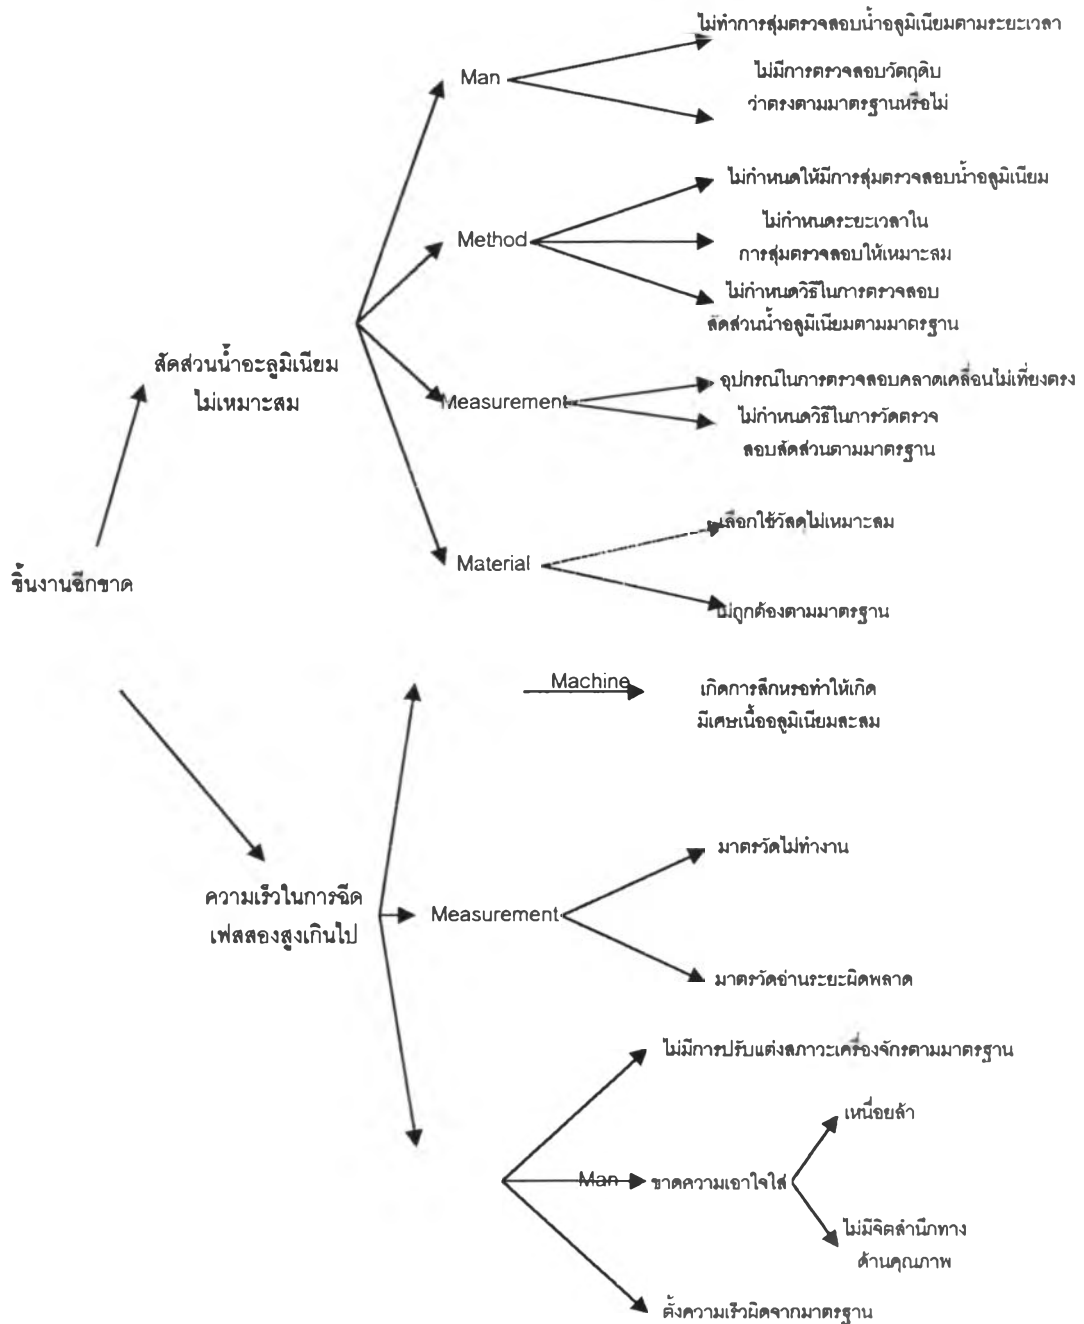 ไม่ทำการสุ่มตรวจสอบน้ำอลูมิเนียมตามระยะเวลา
Man
ไม่มีการตรวจสอบวัตถุดิบ
ว่าตรงตามมาตรฐานหรือไม่
ไม่กำหนดให้มีการสุ่มตรวจสอบน้ำอลูมิเนียม
Method
ไม่กำหนดระยะเวลาใน
การสุ่มตรวจสอบให้เหมาะสม
ไม่กำหนดวิธีในการตรวจสอบ
สัดส่วนน้ำอลูมิเนียมตามมาตรฐาน
สัดส่วนน้ำอะลูมิเนียม
ไม่เหมาะสม
อุปกรณ์ในการตรวจสอบคลาดเคลื่อนไม่เที่ยงตรง
Measurement
ไม่กำหนดวิธีในการวัดตรวจ
สอบสัดส่วนตามมาตรฐาน
เลือกใช้วัสดุไม่เหมาะสม
Material
ไม่ถูกต้องตามมาตรฐาน
ชิ้นงานฉีกขาด
Machine
เกิดการสึกหรอทำให้เกิด
มีเศษเนื้ออลูมิเนียมสะสม
มาตรวัดไม่ทำงาน
ความเร็วในการฉีด
เฟสสองสูงเกินไป
Measurement
มาตรวัดอ่านระยะผิดพลาด
ไม่มีการปรับแต่งสภาวะเครื่องจักรตามมาตรฐาน
เหนื่อยล้า
Man
ขาดความเอาใจใส่
ไม่มีจิตสำนึกทาง
ด้านคุณภาพ
ตั้งความเร็วผิดจากมาตรฐาน